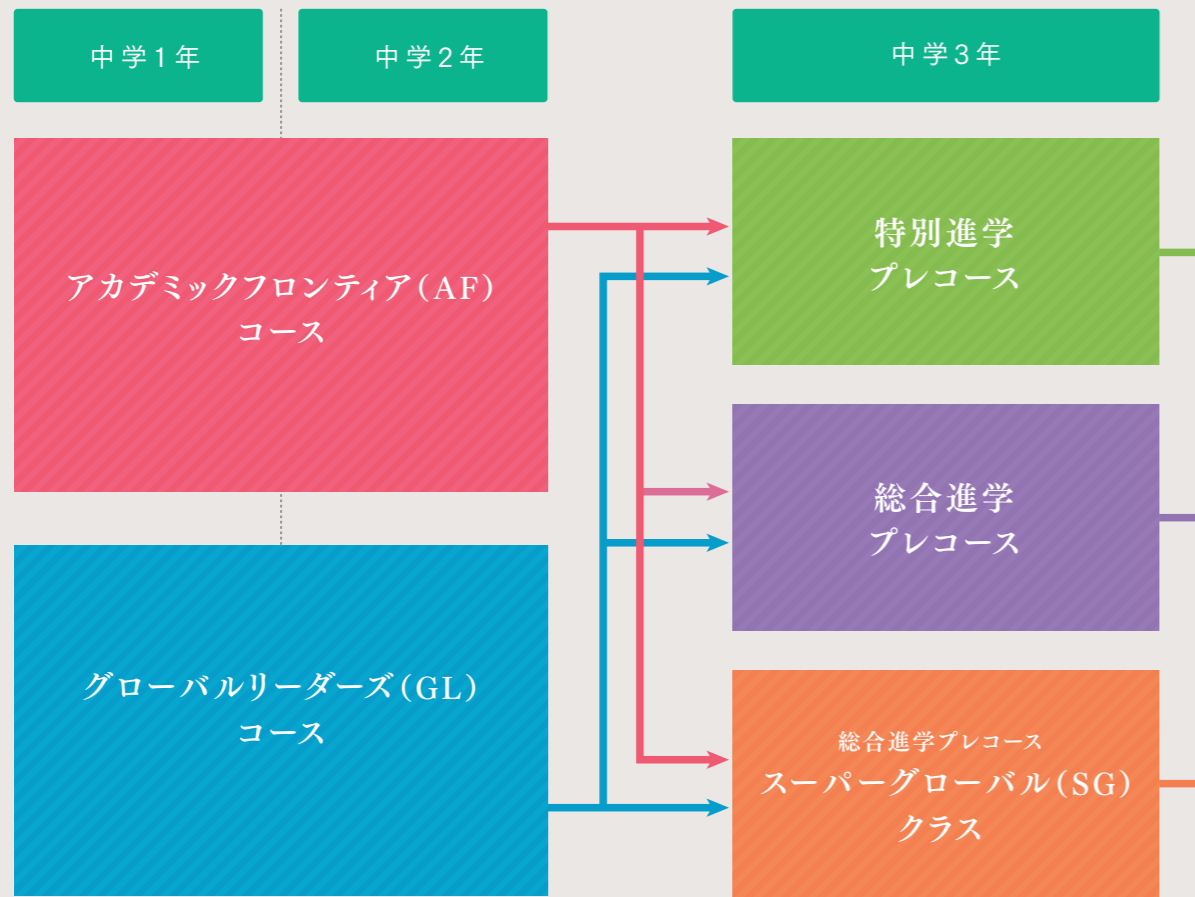 中学1年
中学2年
中学3年
アカデミックフロンティア(AF)
コース
グローバルリーダーズ(GL)
コース
特別進学
プレコース
総合進学
プレコース
総合進学プレコース
スーパーグローバル(SG)
クラス